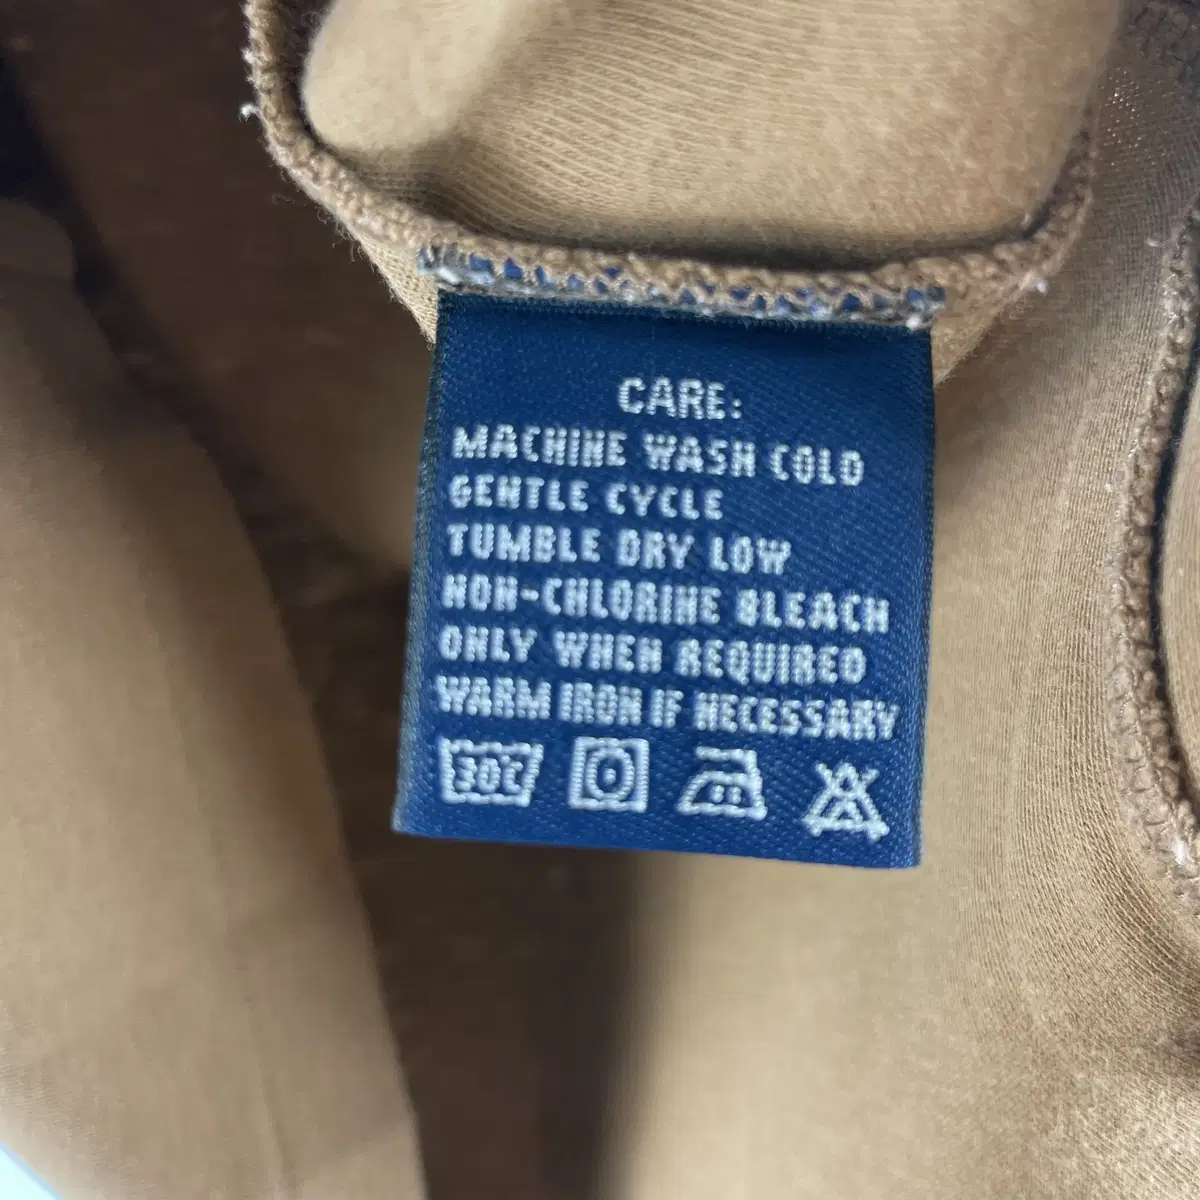 CARE:
MACHINE WASH COLD
GENTLE CYCLE
TUMBLE DRY LOW
NON-CHLORINE BLEACH
ONLY WHEN REQUIRED
WARM IRON IF NECESSARY
30C